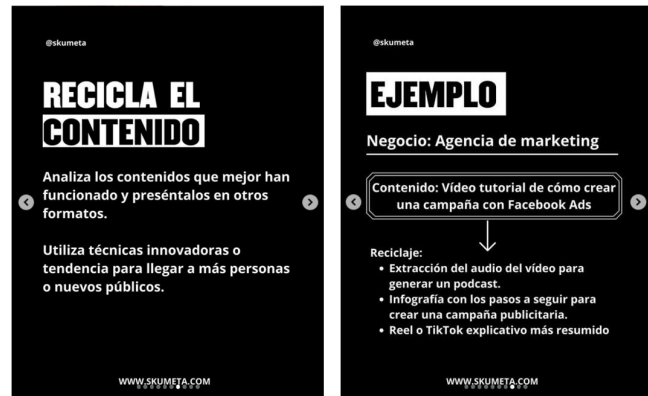 @skumeta
RECICLA EL
CONTENIDO
Analiza los contenidos que mejor han
funcionado y preséntalos en otros
formatos.
Utiliza técnicas innovadoras o
tendencia para llegar a más personas
o nuevos públicos.
WWW.SKUMETA.COM
@skumeta
EJEMPLO
Negocio: Agencia de marketing
Contenido: Vídeo tutorial de cómo crear
una campaña con Facebook Ads
Reciclaje:
• Extracción del audio del vídeo para
generar un podcast.
• Infografía con los pasos a seguir para
crear una campaña publicitaria.
• Reel o TikTok explicativo más resumido
WWW.SKUMETA.COM